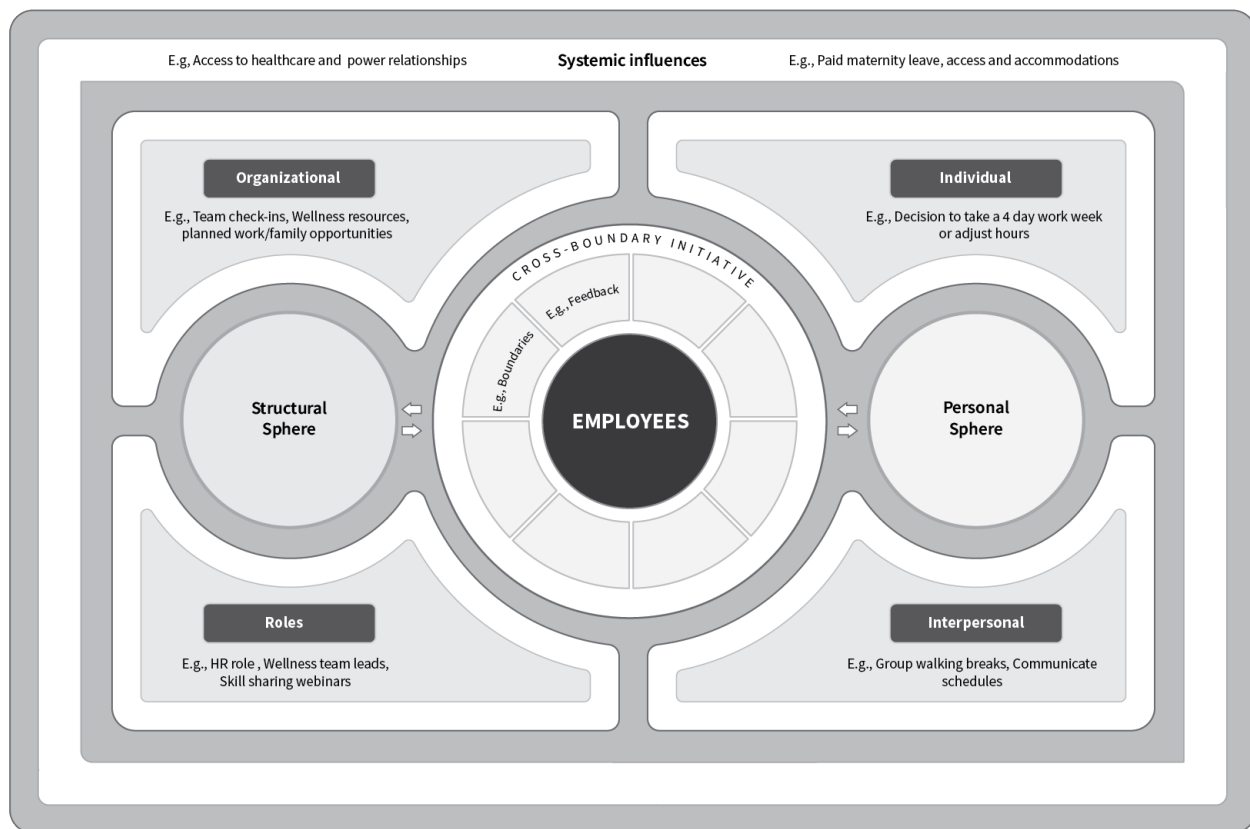 E.g, Access to healthcare and power relationships
Systemic influences
E.g., Paid maternity leave, access and accommodations
Organizational
E.g., Team check-ins, Wellness resources,
planned work/family opportunities
Individual
E.g., Decision to take a 4 day work week
or adjust hours
CROSS-BOUNDARY INITIATIVE
E.g., Feedback
E.g., Boundaries
Structural
Sphere
EMPLOYEES
Personal
Sphere
Roles
E.g., HR role , Wellness team leads,
Skill sharing webinars
Interpersonal
E.g., Group walking breaks, Communicate
schedules